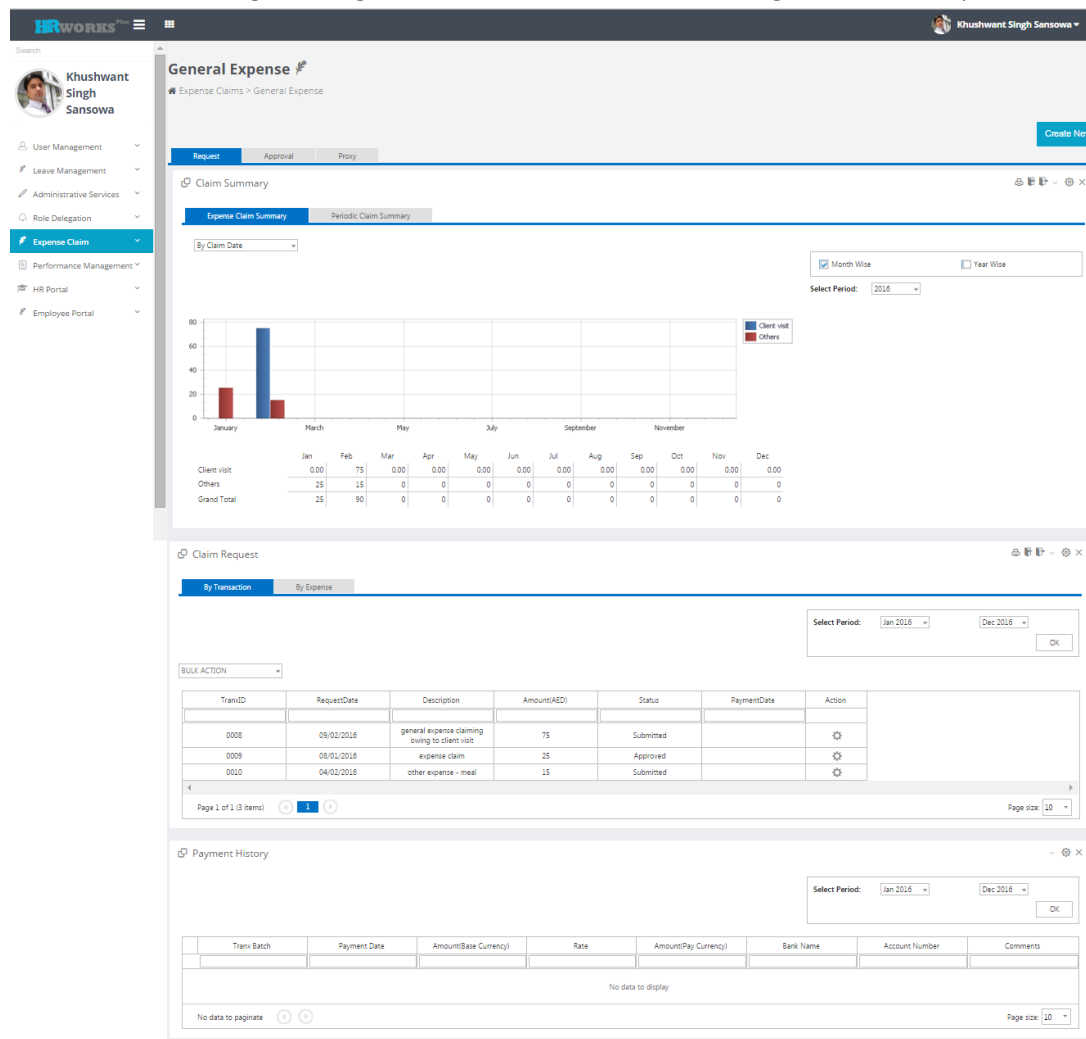 HRWORKS Plus
Khushwant Singh Sansowa
Search
Khushwant
Singh
Sansowa
User Management
Leave Management
Administrative Services
Role Delegation
Expense Claim
Performance Management
HR Portal
Employee Portal
General Expense
Expense Claims > General Expense
Create Ne
Request Approval Proxy
Claim Summary
Expense Claim Summary Periodic Claim Summary
By Claim Date
Month Wise Year Wise
Select Period: 2016
80
60
40
20
0
Client visit
Others
January March May July September November
Jan Feb Mar Apr May Jun Jul Aug Sep Oct Nov Dec
Client visit 0.00 75 0.00 0.00 0.00 0.00 0.00 0.00 0.00 0.00 0.00 0.00
Others 25 15 0 0 0 0 0 0 0 0 0 0
Grand Total 25 90 0 0 0 0 0 0 0 0 0 0
Claim Request
By Transaction By Expense
Select Period: Jan 2016 Dec 2016
OK
BULK ACTION
TranxID RequestDate Description Amount(AED) Status PaymentDate Action
0008 09/02/2016 general expense claiming owing to client visit 75 Submitted
0009 08/01/2016 expense claim 25 Approved
0010 04/02/2016 other expense - meal 15 Submitted
Page 1 of 1 (3 items) 1 Page size: 10
Payment History
Select Period: Jan 2016 Dec 2016
OK
Tranx Batch Payment Date Amount(Base Currency) Rate Amount(Pay Currency) Bank Name Account Number Comments
No data to display
No data to paginate Page size: 10